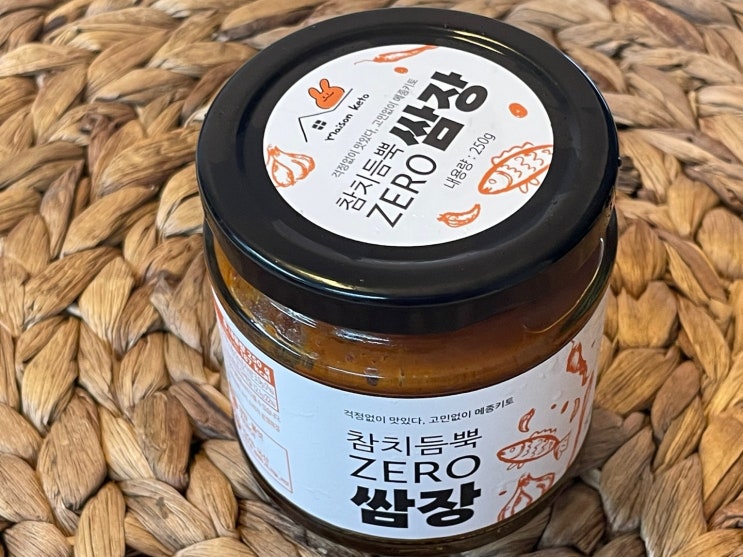 maison keto
걱정없이 맛있다, 고민없이 메종키토
참치듬뿍
ZERO 쌈장
내용량 : 250g
걱정없이 맛있다, 고민없이 메종키토
참치듬뿍
ZERO
쌈장